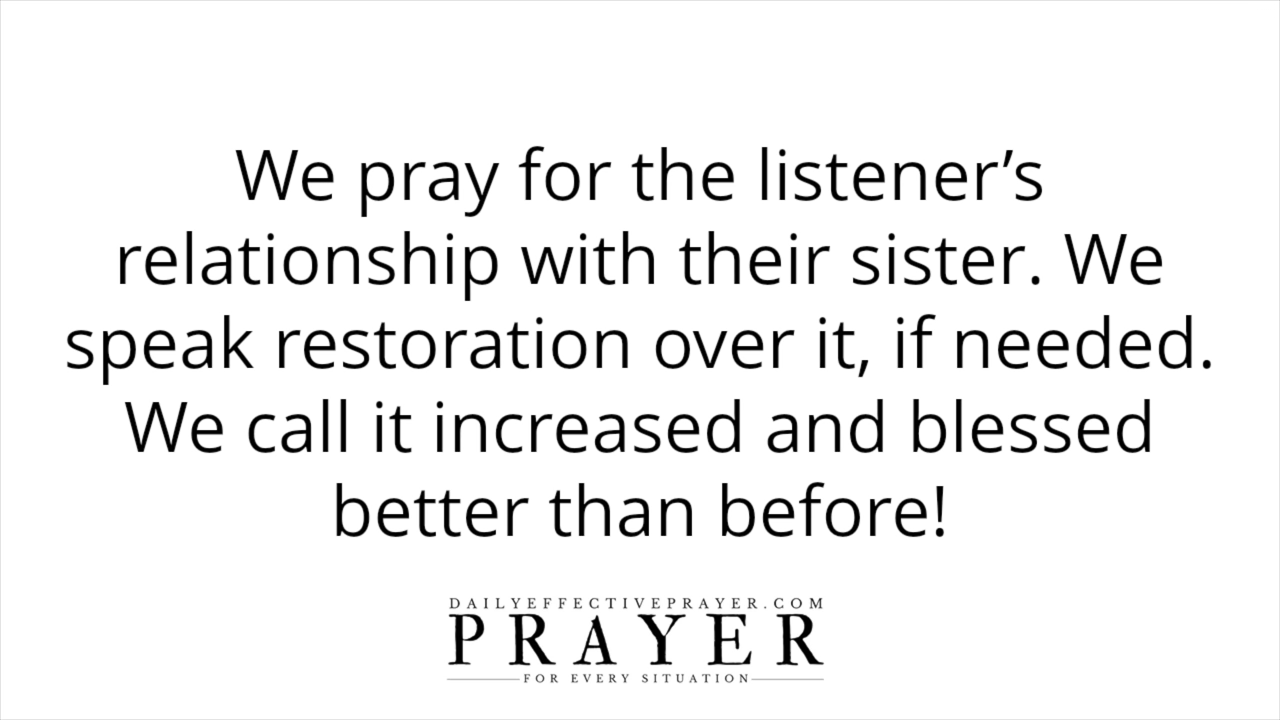 We pray for the listener’s
relationship with their sister. We
speak restoration over it, if needed.
We call it increased and blessed
better than before!
DAILYEFFECTIVEPRAYER.COM
PRAYER
FOR EVERY SITUATION